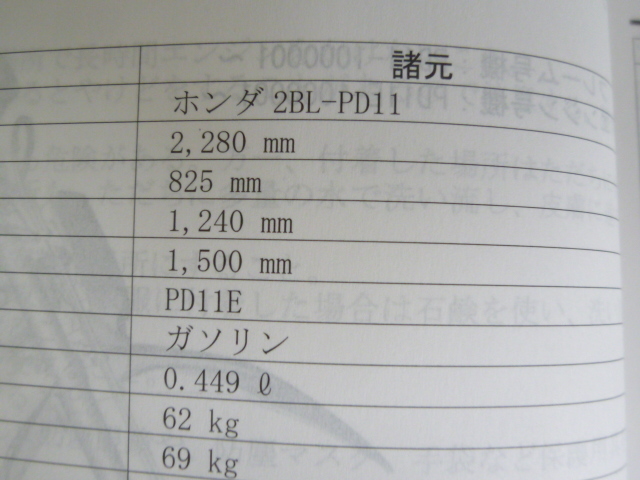 諸元
ホンダ 2BL-PD11
2,280 mm
825 mm
1,240 mm
1,500 mm
PD11E
ガソリン
0.449 ℓ
62 kg
69 kg